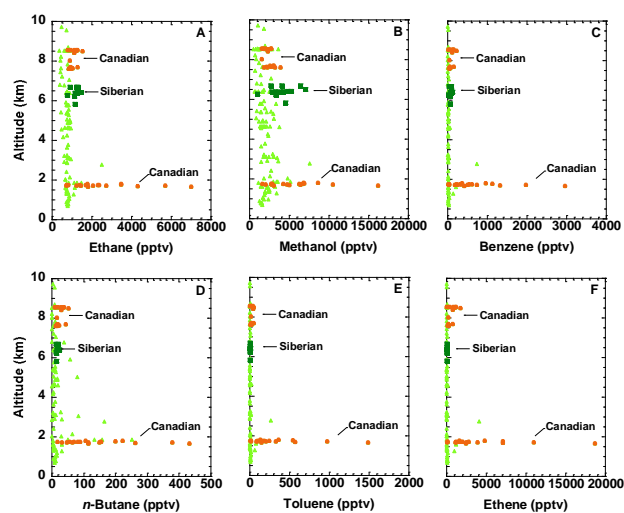 10
8
6
4
2
0
Altitude (km)
A
Canadian
Siberian
Canadian
0 2000 4000 6000 8000
Ethane (pptv)
B
Canadian
Siberian
Canadian
0 5000 10000 15000 20000
Methanol (pptv)
C
Canadian
Siberian
Canadian
0 1000 2000 3000 4000
Benzene (pptv)
10
8
6
4
2
0
Altitude (km)
D
Canadian
Siberian
Canadian
0 100 200 300 400 500
n-Butane (pptv)
E
Canadian
Siberian
Canadian
0 500 1000 1500 2000
Toluene (pptv)
F
Canadian
Siberian
Canadian
0 5000 10000 15000 20000
Ethene (pptv)